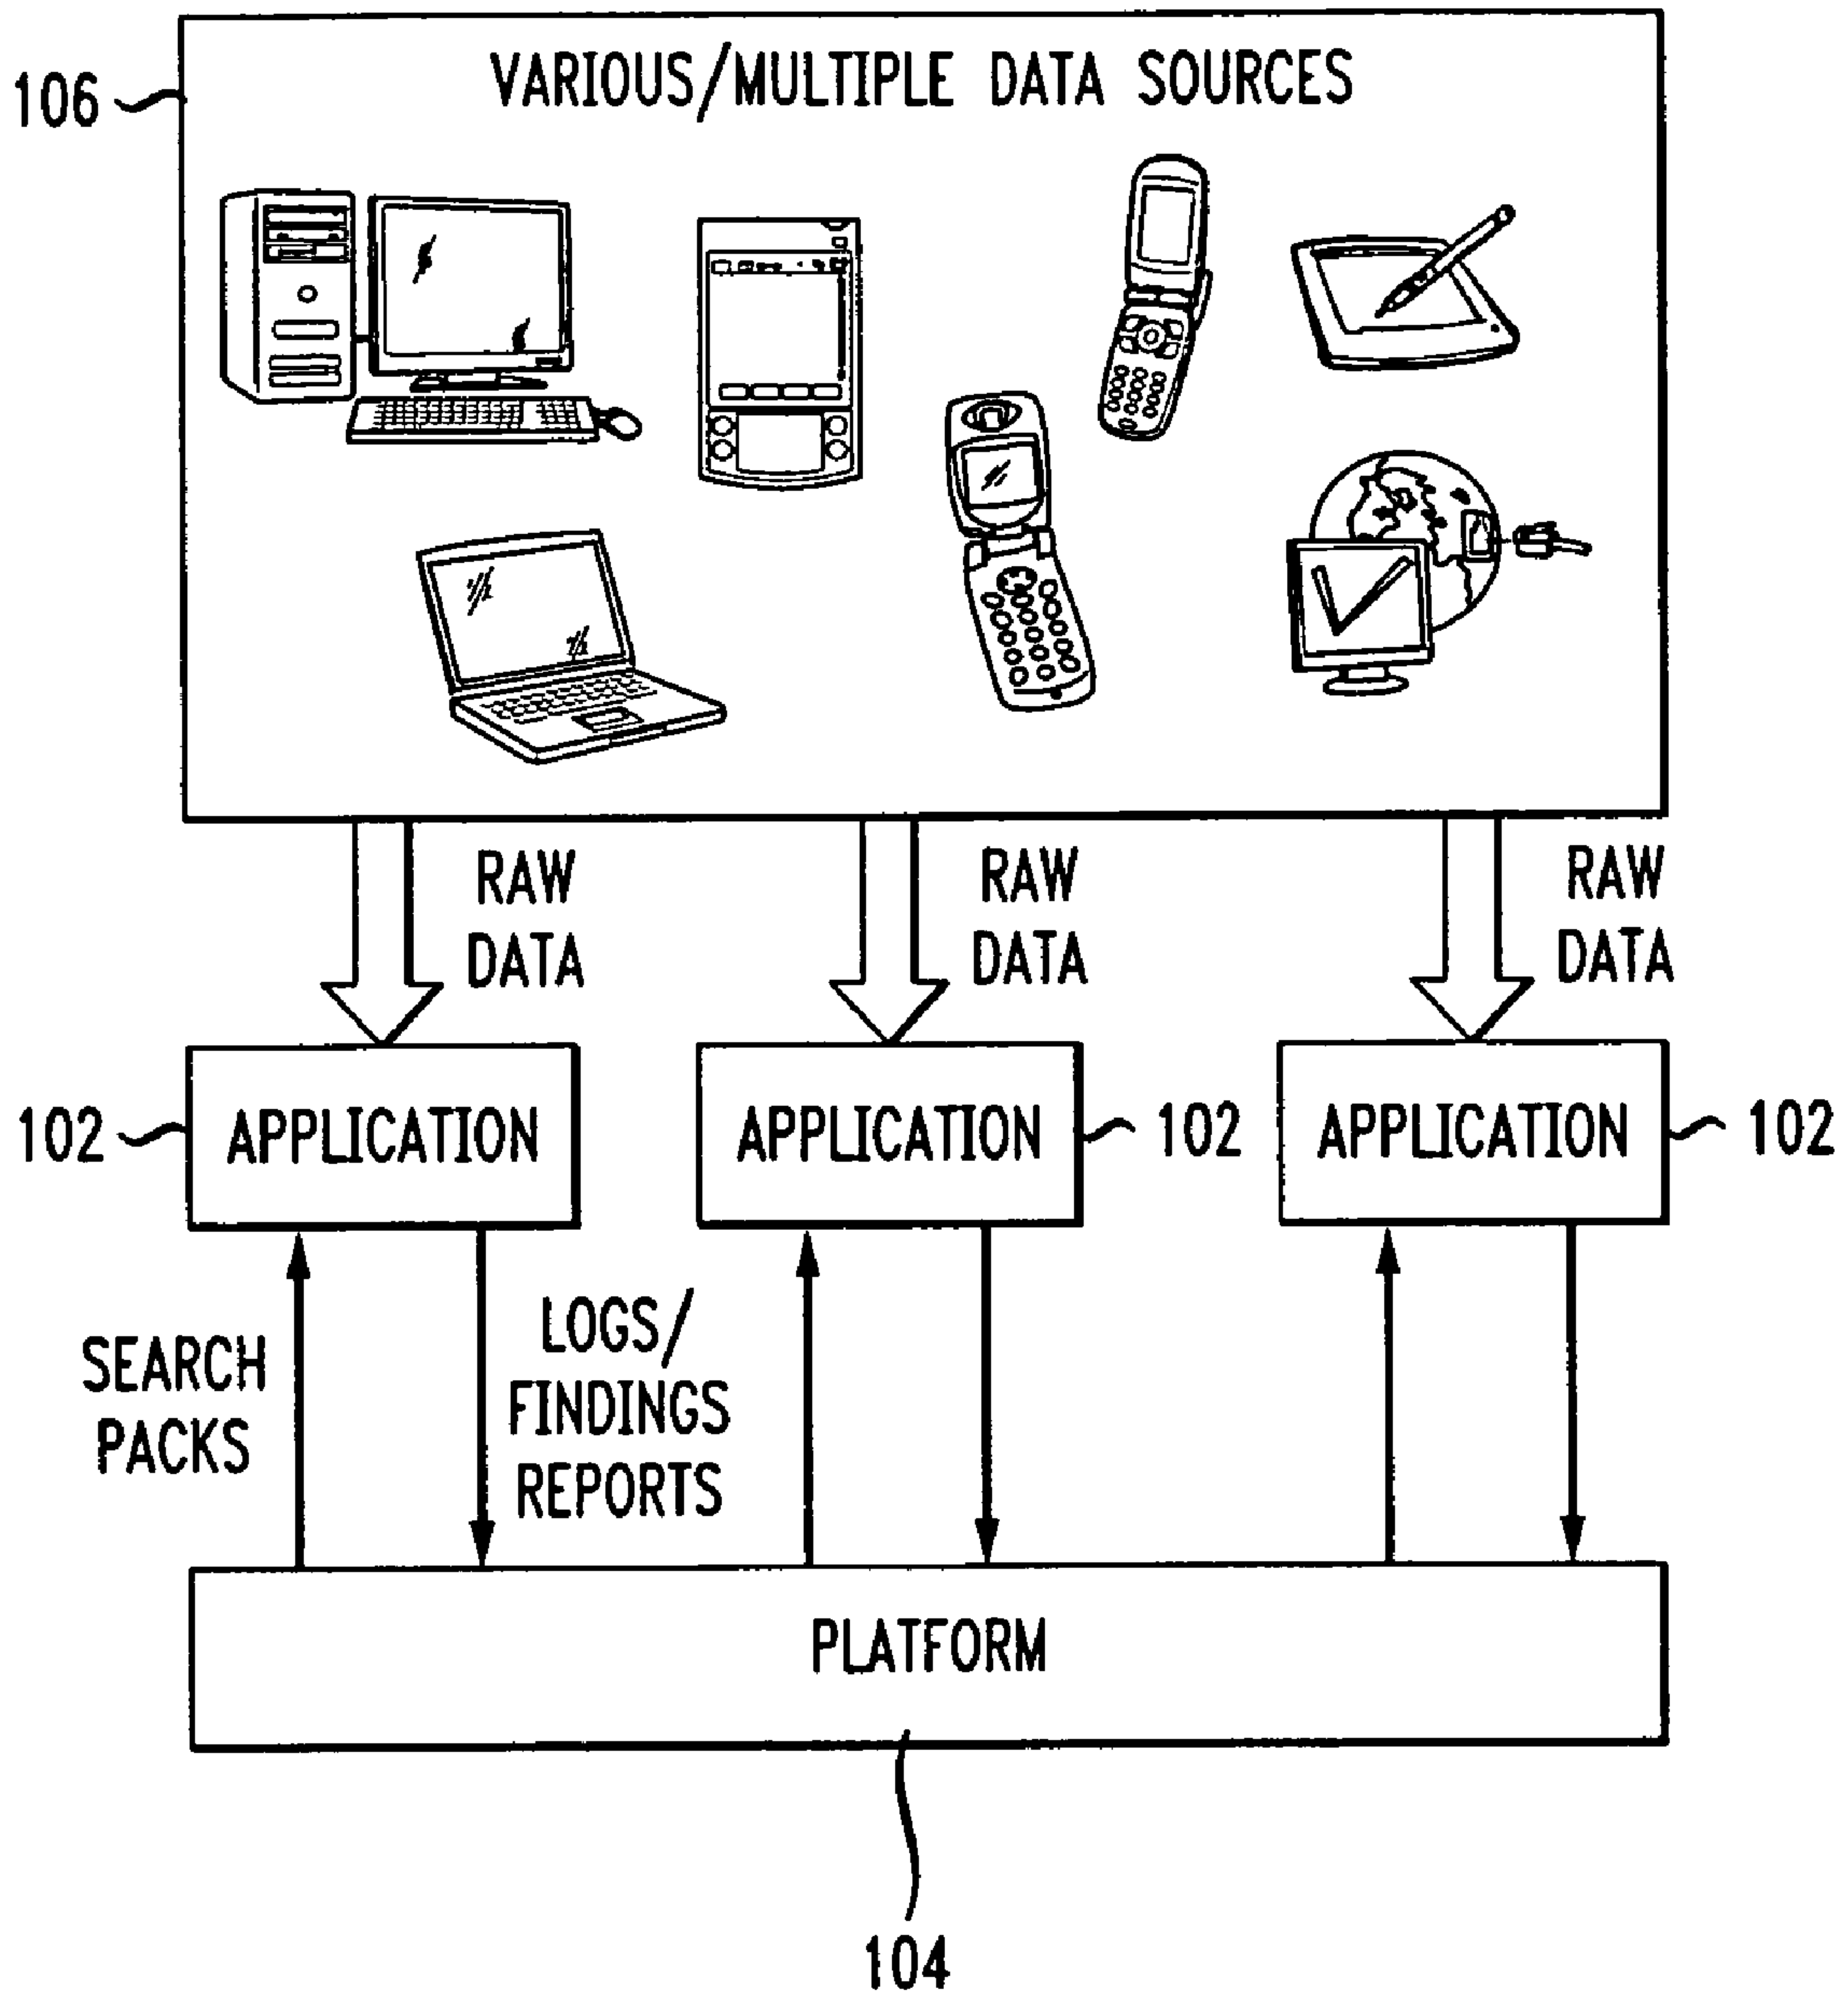 VARIOUS/MULTIPLE DATA SOURCES
106
RAW
DATA
RAW
DATA
RAW
DATA
102
APPLICATION
APPLICATION
102
APPLICATION
102
SEARCH
PACKS
LOGS/
FINDINGS
REPORTS
PLATFORM
104